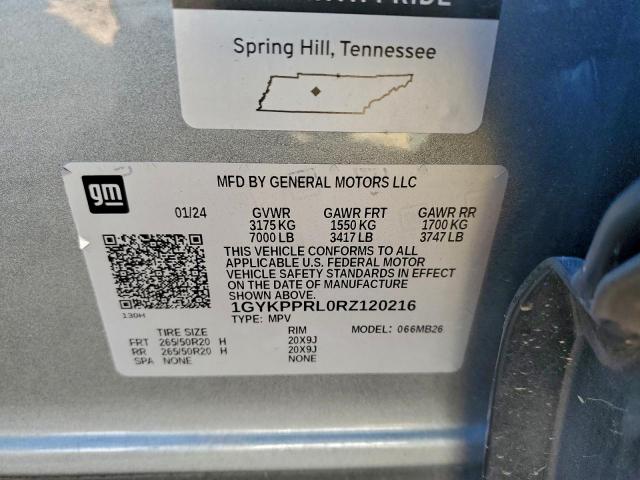 PRIDE
Spring Hill, Tennessee
gm
MFD BY GENERAL MOTORS LLC
01/24 GVWR GAWR FRT GAWR RR
3175 KG 1550 KG 1700 KG
7000 LB 3417 LB 3747 LB
THIS VEHICLE CONFORMS TO ALL
APPLICABLE U.S. FEDERAL MOTOR
VEHICLE SAFETY STANDARDS IN EFFECT
ON THE DATE OF MANUFACTURE
SHOWN ABOVE.
1GYKPPRL0RZ120216
130H TYPE: MPV
TIRE SIZE RIM MODEL: 066MB26
FRT 265/50R20 H 20X9J
RR 265/50R20 H 20X9J
SPA NONE NONE